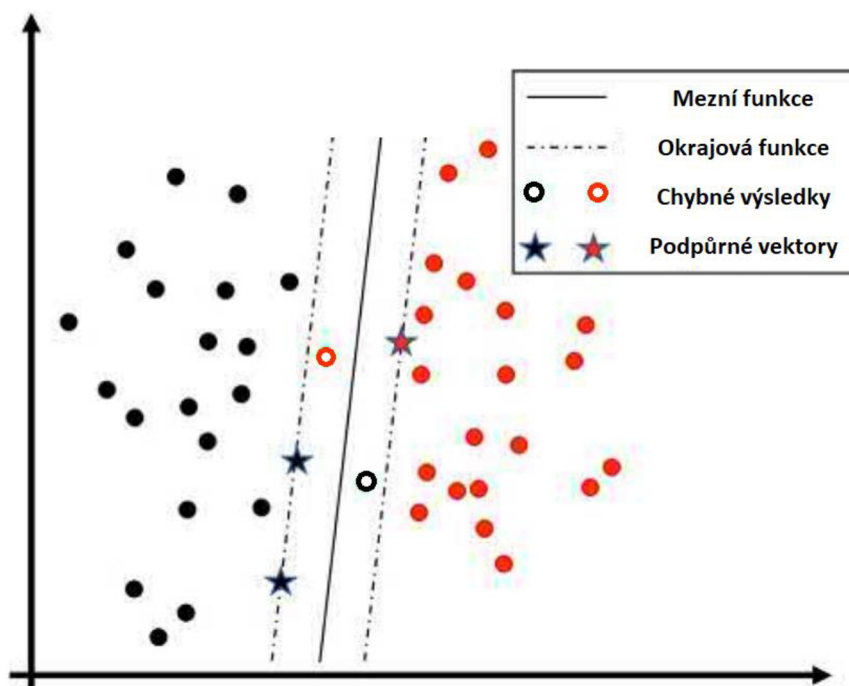 Mezní funkce
Okrajová funkce
Chybné výsledky
Podpůrné vektory